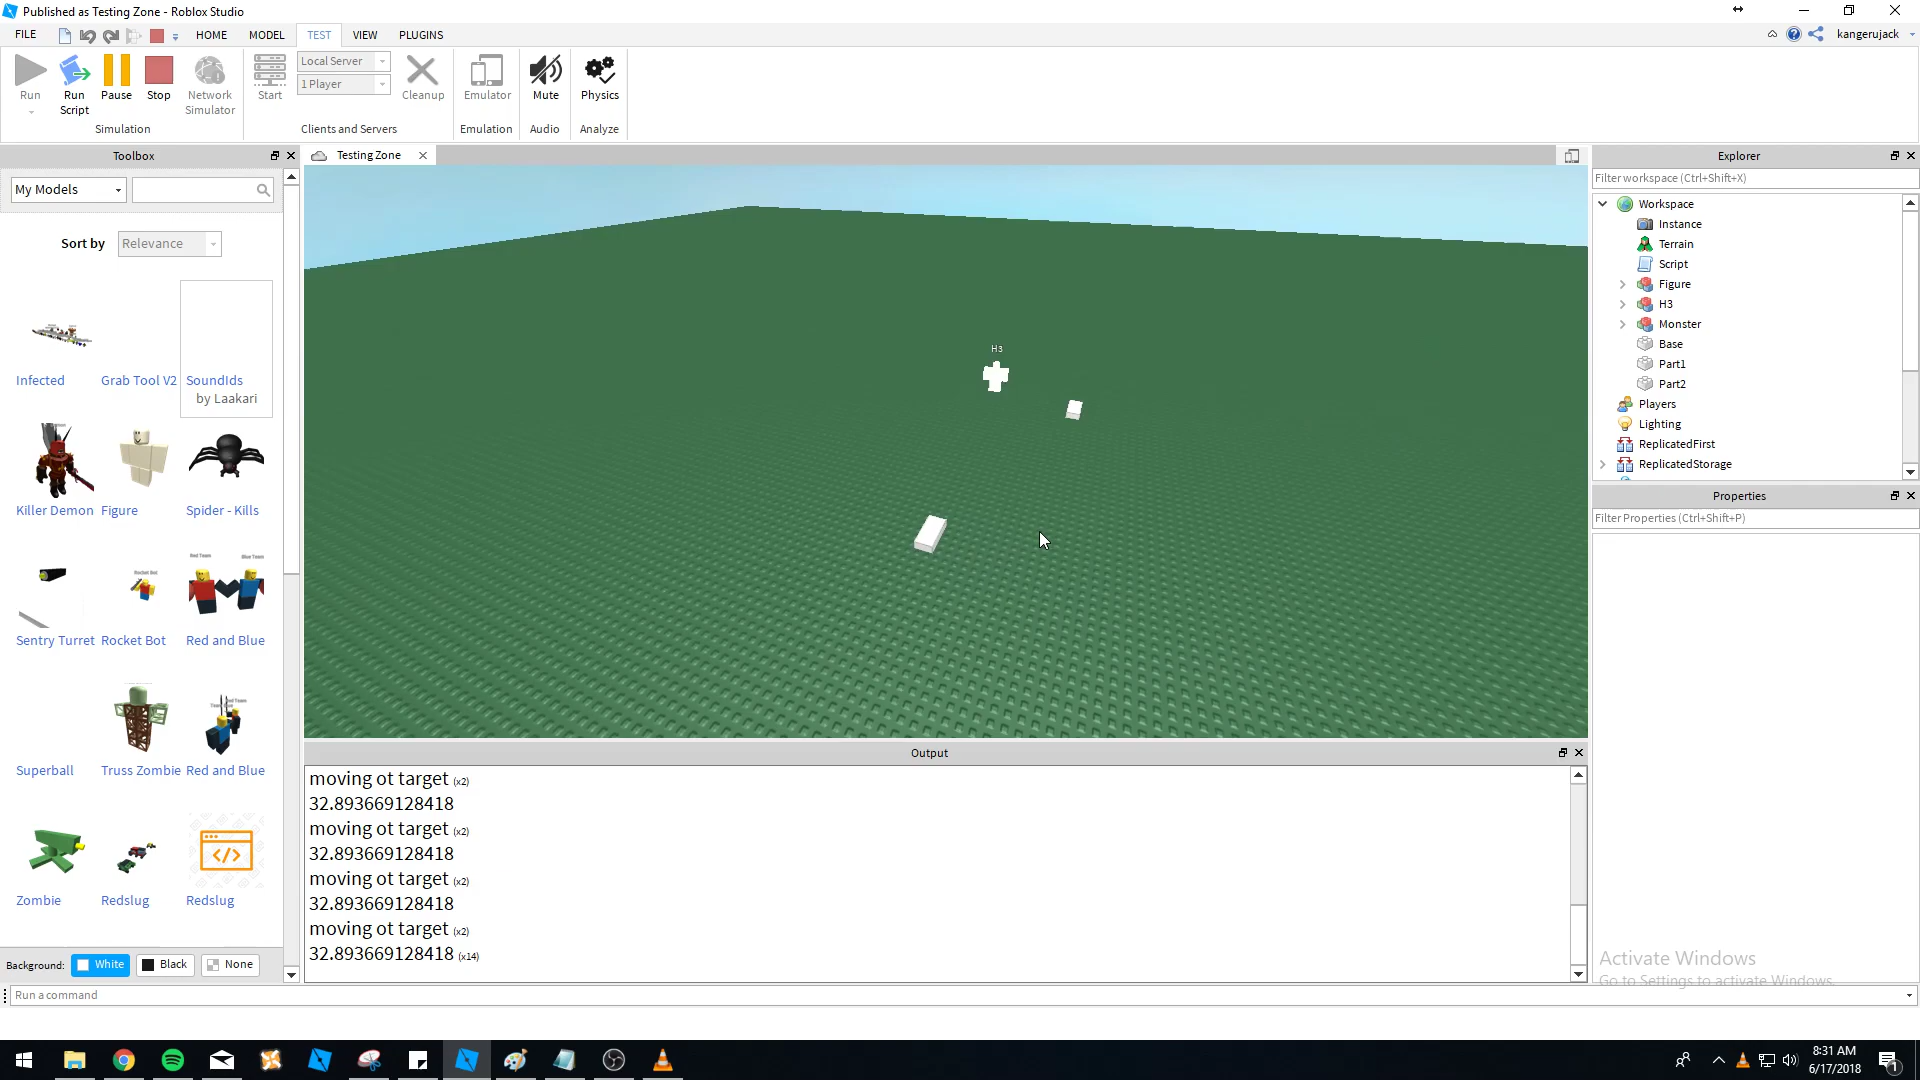 Published as Testing Zone - Roblox Studio
FILE HOME MODEL TEST VIEW PLUGINS kangerujack
Run
Run Script
Pause
Stop
Network Simulator
Simulation
Start
Local Server
1 Player
Cleanup
Clients and Servers
Emulator
Emulation
Mute
Audio
Physics
Analyze
Toolbox
My Models
Sort by Relevance
Infected Grab Tool V2 SoundIds
by Laakari
Killer Demon Figure Spider - Kills
Red Team Blue Team
Rocket Bot
Sentry Turret Rocket Bot Red and Blue
Superball Truss Zombie Red and Blue
Zombie Redslug Redslug
Background: White Black None
Testing Zone
H3
Output
moving ot target (x2)
32.893669128418
moving ot target (x2)
32.893669128418
moving ot target (x2)
32.893669128418
moving ot target (x2)
32.893669128418 (x14)
Explorer
Filter workspace (Ctrl+Shift+X)
Workspace
Instance
Terrain
Script
Figure
H3
Monster
Base
Part1
Part2
Players
Lighting
ReplicatedFirst
ReplicatedStorage
Properties
Filter Properties (Ctrl+Shift+P)
Activate Windows
Go to Settings to activate Windows.
Run a command
8:31 AM
6/17/2018
1